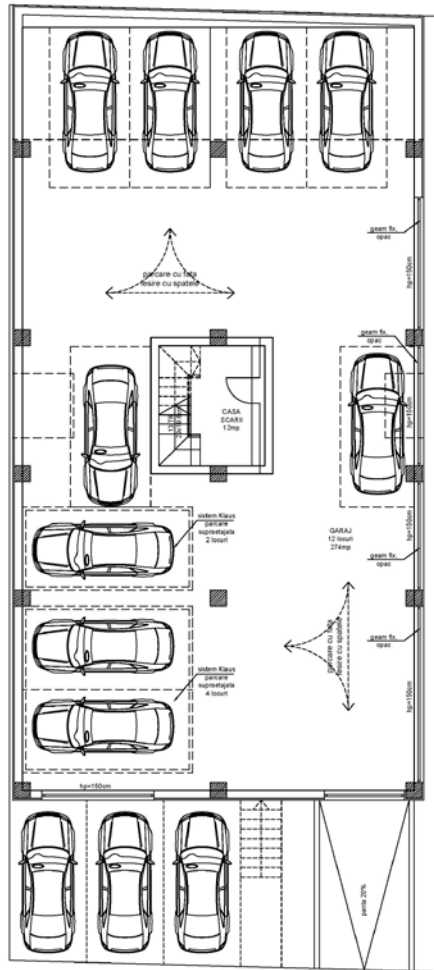 geam fix,
opac
hp=150cm
parcare cu fata
iesire cu spatele
geam fix,
opac
hp=150cm
CASA
SCARII
12mp
sistem Klaus
parcare
supraetajata
2 locuri
GARAJ
12 locuri
274mp
hp=150cm
geam fix,
opac
parcare cu fata
iesire cu spatele
geam fix,
opac
sistem Klaus
parcare
supraetajata
4 locuri
hp=150cm
hp=150cm
panta 20%